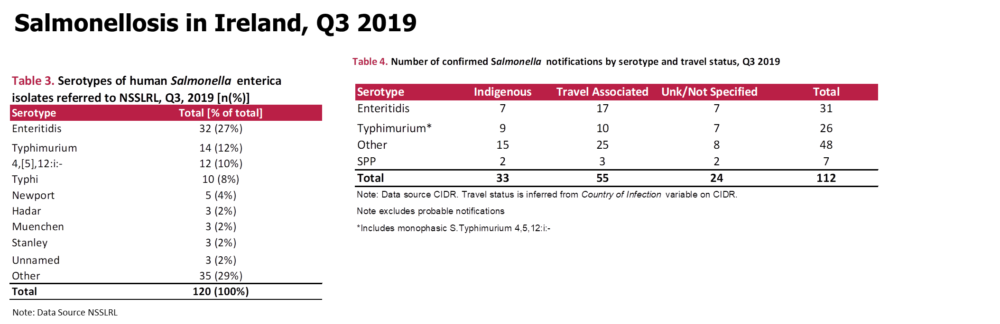 Salmonellosis in Ireland, Q3 2019
Table 3. Serotypes of human Salmonella enterica
isolates referred to NSSLRL, Q3, 2019 [n(%)]
Serotype Total [% of total]
Enteritidis 32 (27%)
Typhimurium 14 (12%)
4,[5],12:i:- 12 (10%)
Typhi 10 (8%)
Newport 5 (4%)
Hadar 3 (2%)
Muenchen 3 (2%)
Stanley 3 (2%)
Unnamed 3 (2%)
Other 35 (29%)
Total 120 (100%)
Note: Data Source NSSLRL
Table 4. Number of confirmed Salmonella notifications by serotype and travel status, Q3 2019
Serotype Indigenous Travel Associated Unk/Not Specified Total
Enteritidis 7 17 7 31
Typhimurium* 9 10 7 26
Other 15 25 8 48
SPP 2 3 2 7
Total 33 55 24 112
Note: Data source CIDR. Travel status is inferred from Country of Infection variable on CIDR.
Note excludes probable notifications
*Includes monophasic S.Typhimurium 4,5,12:i:-